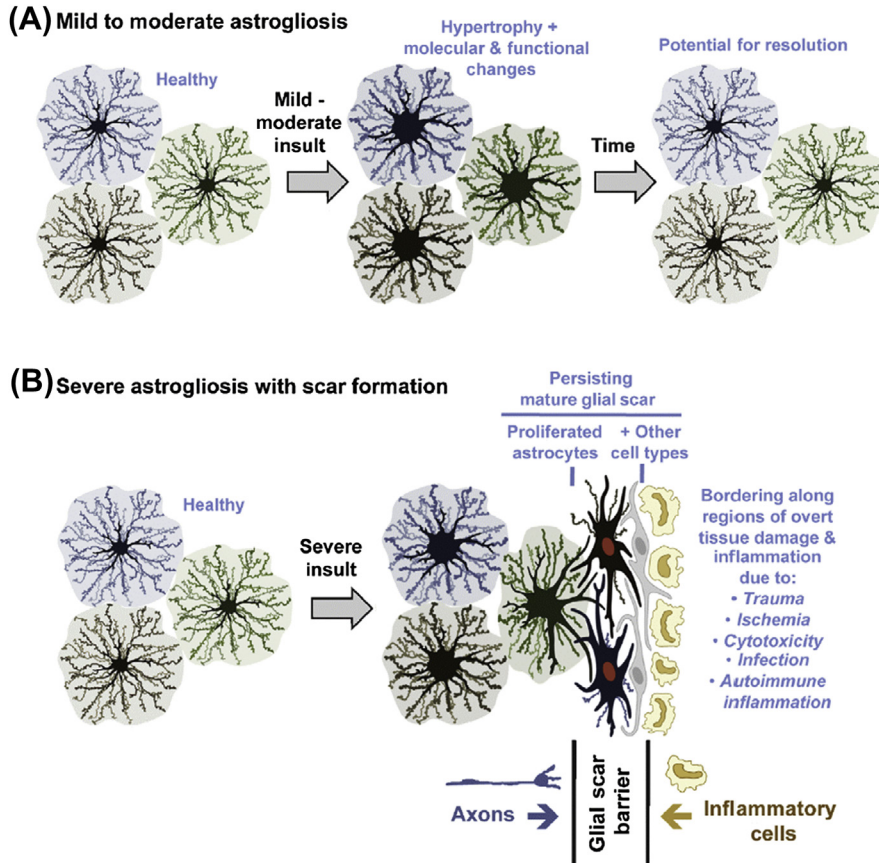 (A) Mild to moderate astrogliosis
Healthy
Mild -
moderate
insult
Hypertrophy +
molecular & functional
changes
Time
Potential for resolution
(B) Severe astrogliosis with scar formation
Healthy
Severe
insult
Persisting
mature glial scar
Proliferated
astrocytes
+ Other
cell types
Bordering along
regions of overt
tissue damage &
inflammation
due to:
• Trauma
• Ischemia
• Cytotoxicity
• Infection
• Autoimmune
inflammation
Axons
Glial scar
barrier
Inflammatory
cells